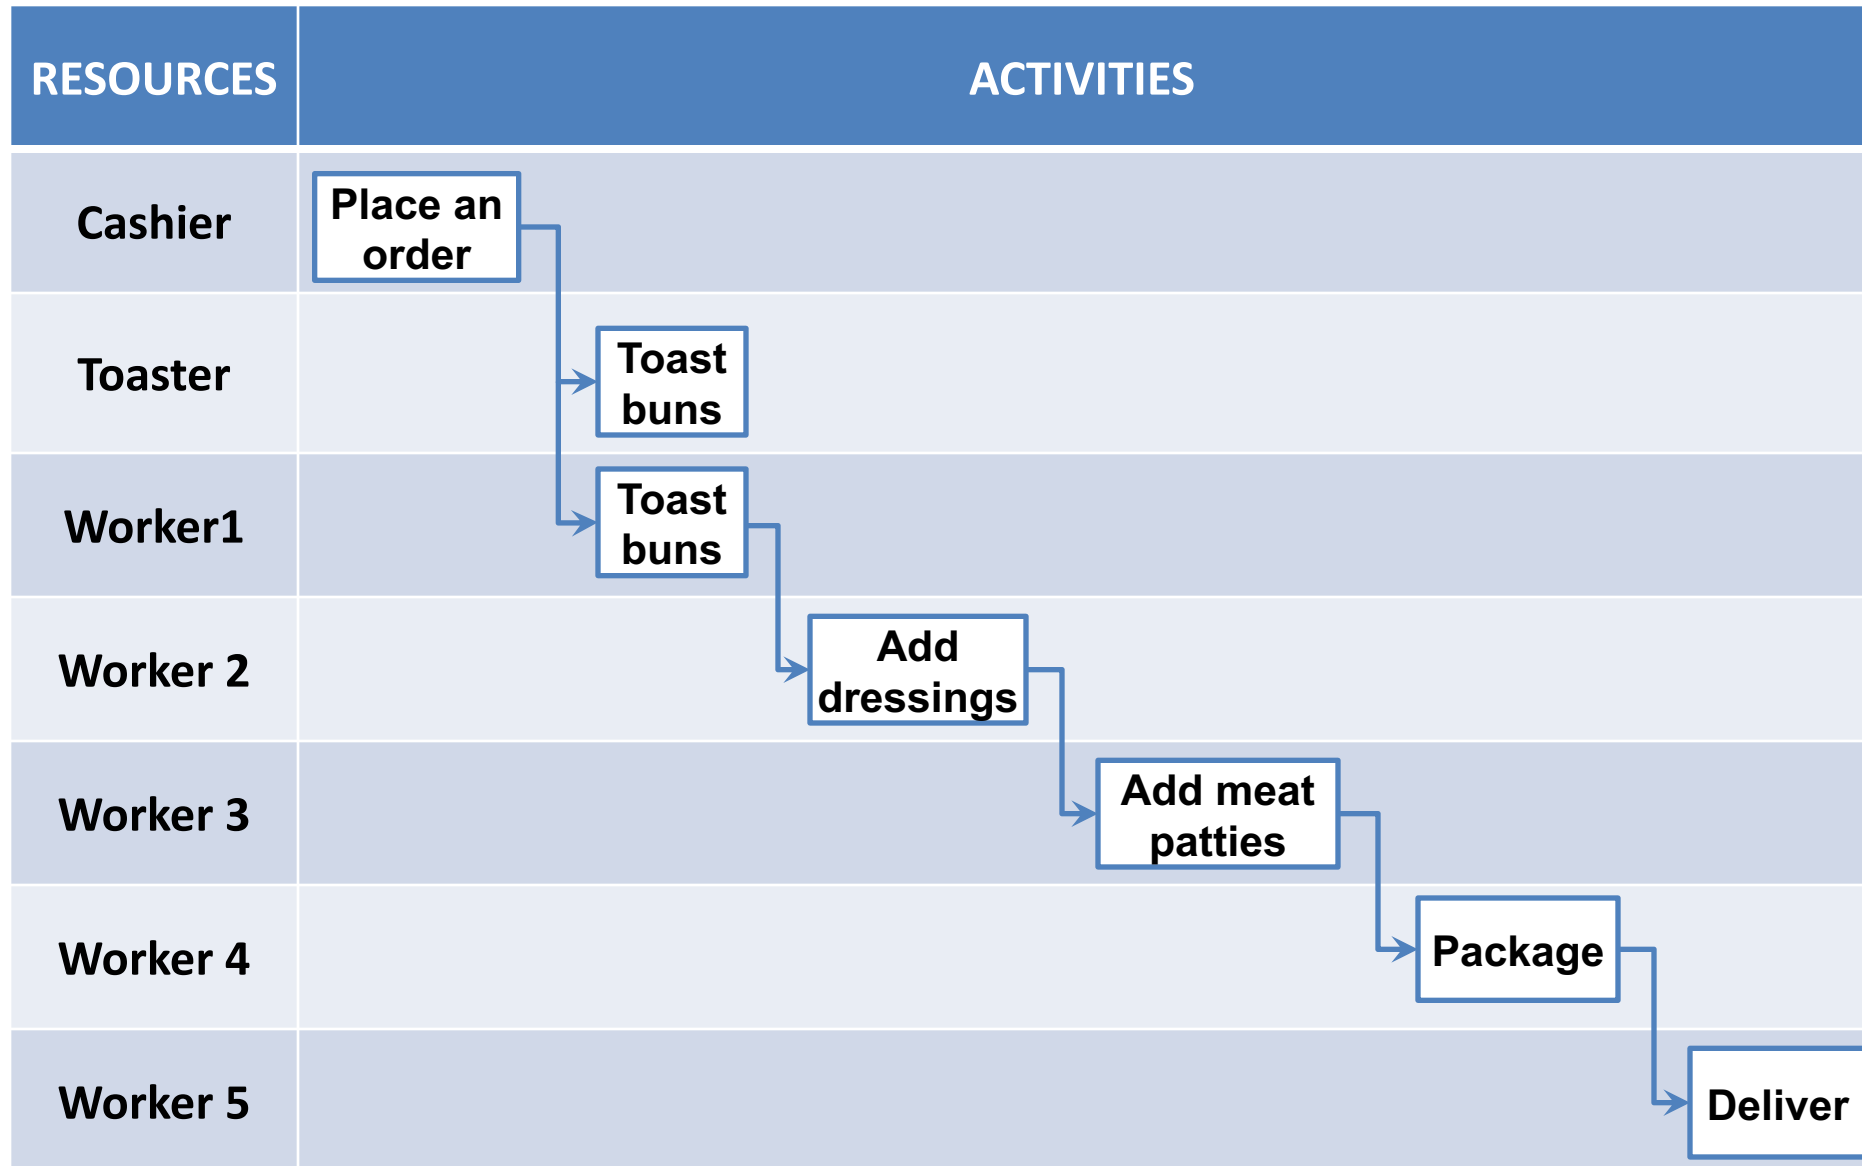 RESOURCES
ACTIVITIES
Cashier
Place an
order
Toaster
Toast
buns
Worker1
Toast
buns
Worker 2
Add
dressings
Worker 3
Add meat
patties
Worker 4
Package
Worker 5
Deliver